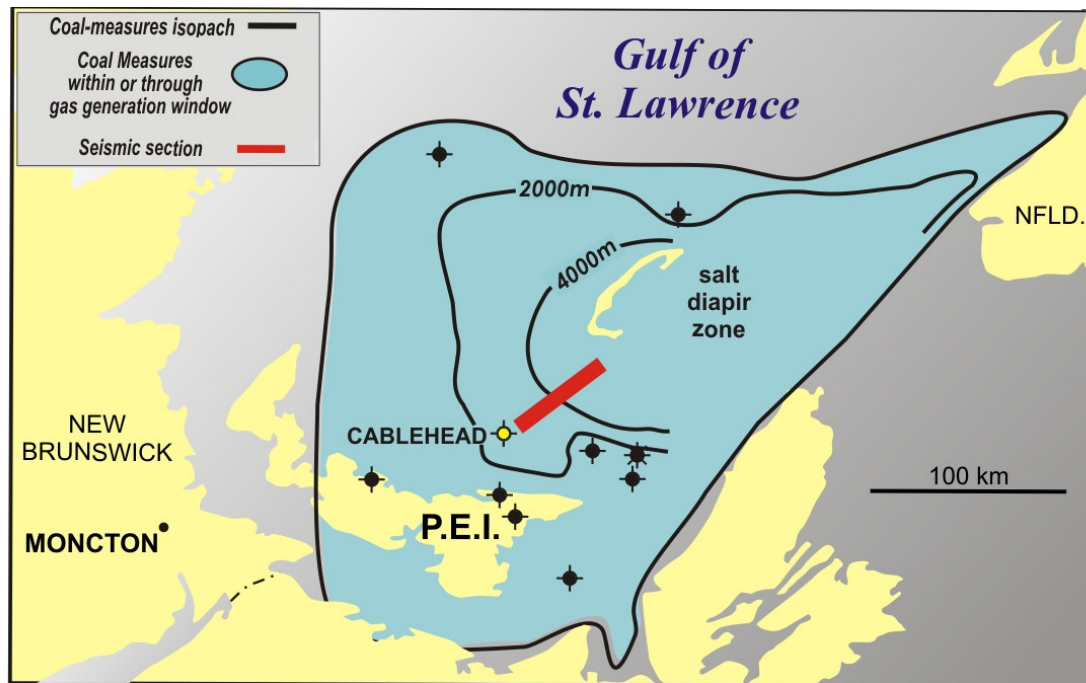 Coal-measures isopach
Coal Measures
within or through
gas generation window
Seismic section
Gulf of
St. Lawrence
2000m
NFLD.
4000m
salt
diapir
zone
NEW
BRUNSWICK
CABLEHEAD
100 km
P.E.I.
MONCTON